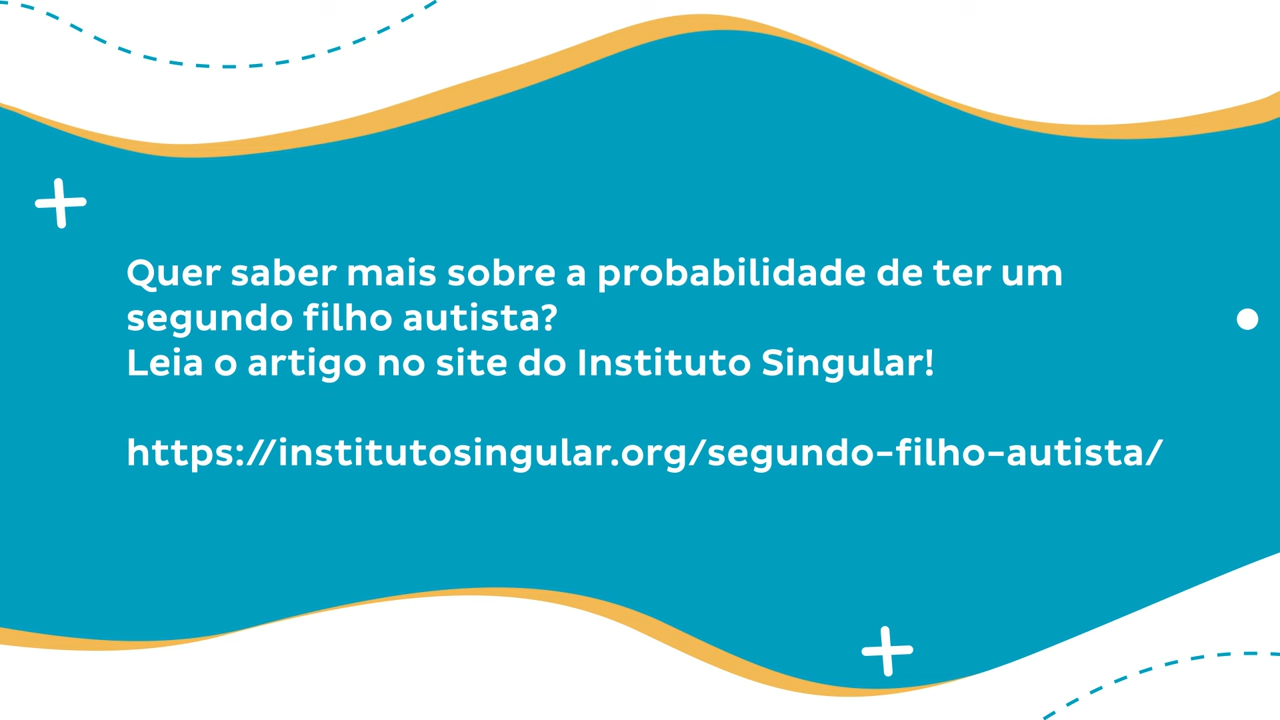 Quer saber mais sobre a probabilidade de ter um
segundo filho autista?
Leia o artigo no site do Instituto Singular!
https://institutosingular.org/segundo-filho-autista/